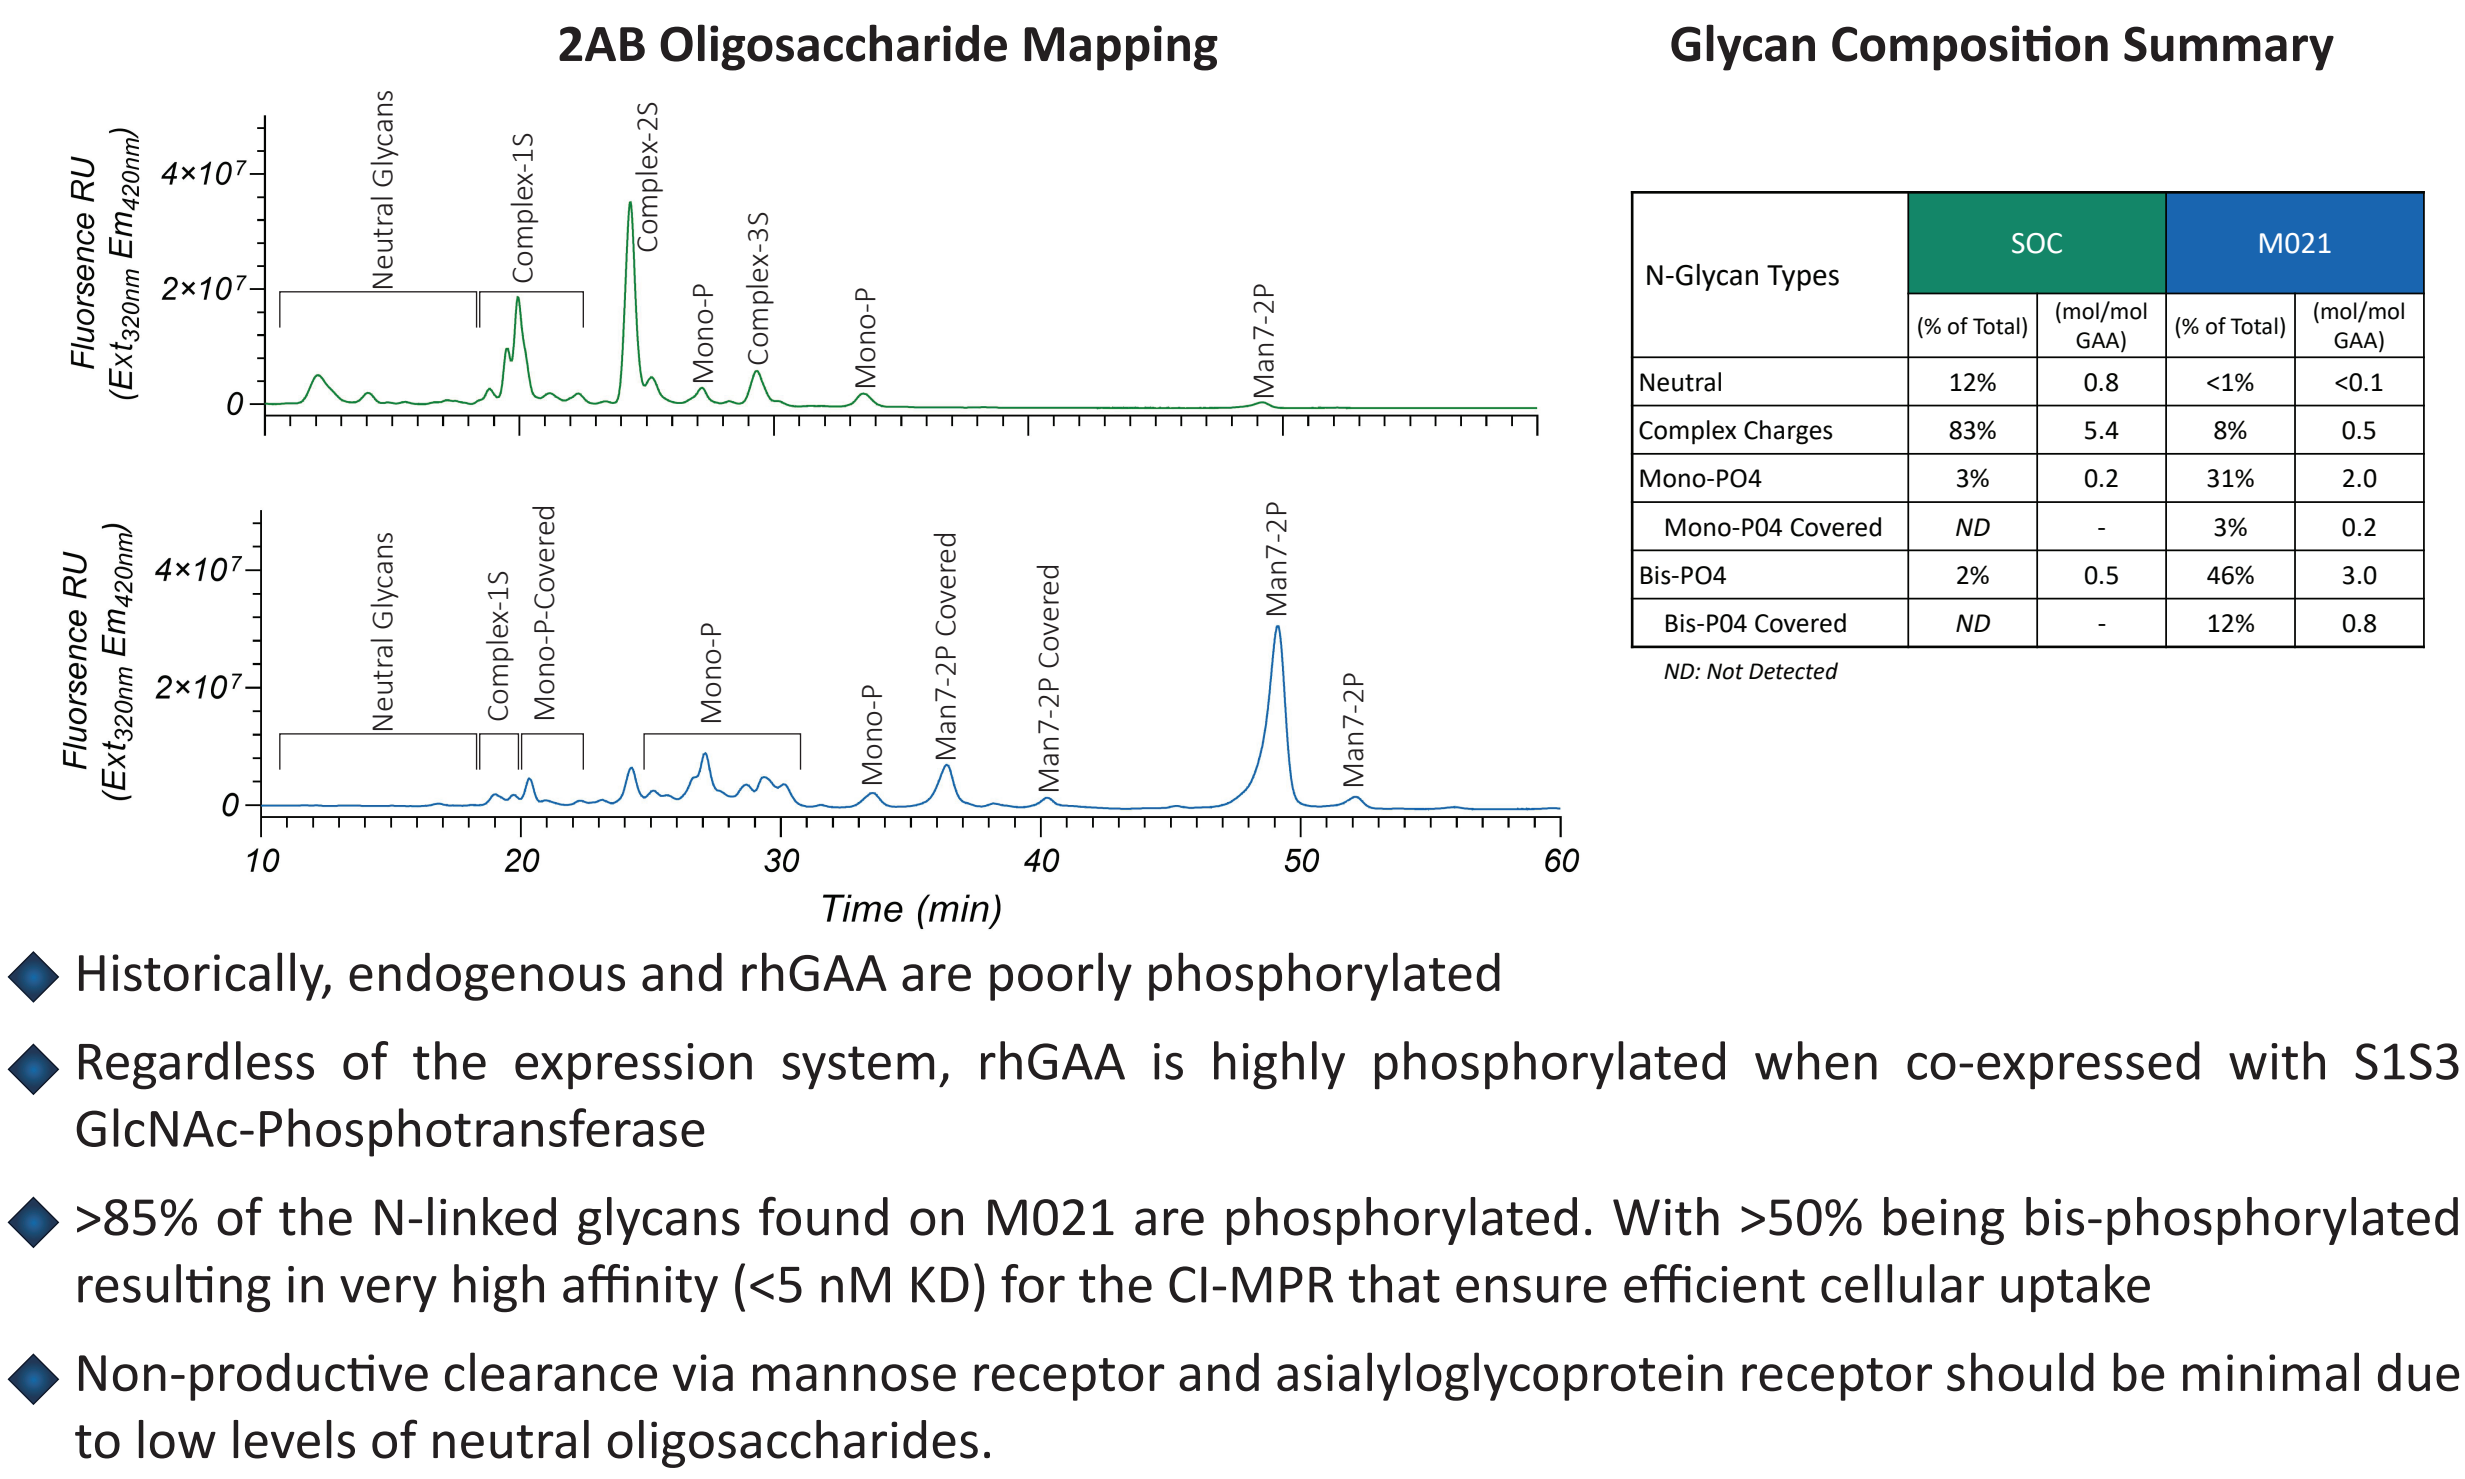 2AB Oligosaccharide Mapping
Fluorsence RU
(Ext320nm Em420nm)
4×10⁷
2×10⁷
0
Neutral Glycans
Complex-1S
Complex-2S
Mono-P
Complex-3S
Mono-P
Man7-2P
Fluorsence RU
(Ext320nm Em420nm)
4×10⁷
2×10⁷
0
Neutral Glycans
Complex-1S
Mono-P-Covered
Mono-P
Mono-P
Man7-2P Covered
Man7-2P Covered
Man7-2P
Man7-2P
10 20 30 40 50 60
Time (min)
Glycan Composition Summary
N-Glycan Types SOC M021
(% of Total) (mol/mol GAA) (% of Total) (mol/mol GAA)
Neutral 12% 0.8 <1% <0.1
Complex Charges 83% 5.4 8% 0.5
Mono-PO4 3% 0.2 31% 2.0
Mono-P04 Covered ND - 3% 0.2
Bis-PO4 2% 0.5 46% 3.0
Bis-P04 Covered ND - 12% 0.8
ND: Not Detected
Historically, endogenous and rhGAA are poorly phosphorylated
Regardless of the expression system, rhGAA is highly phosphorylated when co-expressed with S1S3
GlcNAc-Phosphotransferase
>85% of the N-linked glycans found on M021 are phosphorylated. With >50% being bis-phosphorylated
resulting in very high affinity (<5 nM KD) for the CI-MPR that ensure efficient cellular uptake
Non-productive clearance via mannose receptor and asialyloglycoprotein receptor should be minimal due
to low levels of neutral oligosaccharides.